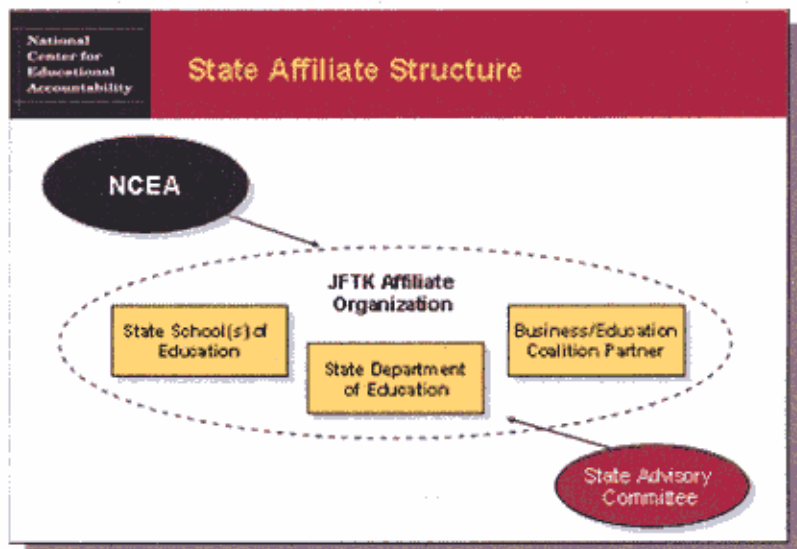 National
Center for
Educational
Accountability
State Affiliate Structure
NCEA
JFTK Affiliate
Organization
State School(s) of
Education
State Department
of Education
Business/Education
Coalition Partner
State Advisory
Committee